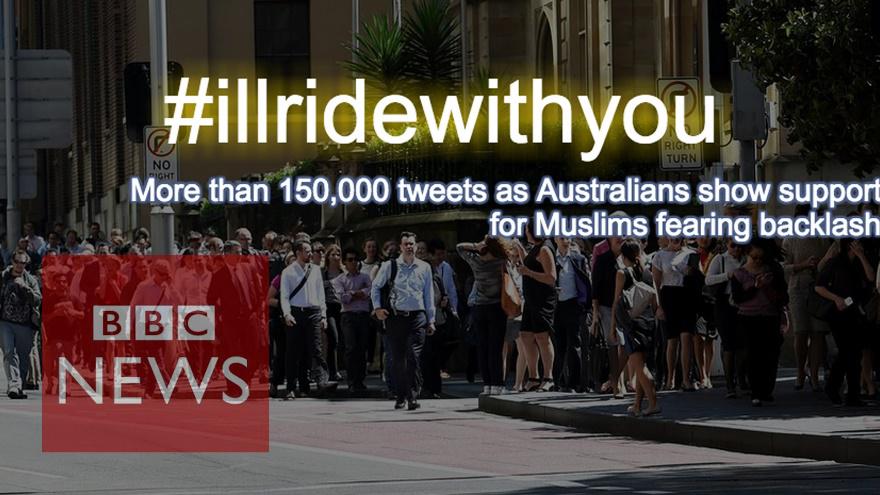 #illridewithyou
NO
RIGHT
RIGHT
TURN
More than 150,000 tweets as Australians show support
for Muslims fearing backlash
BBC
NEWS